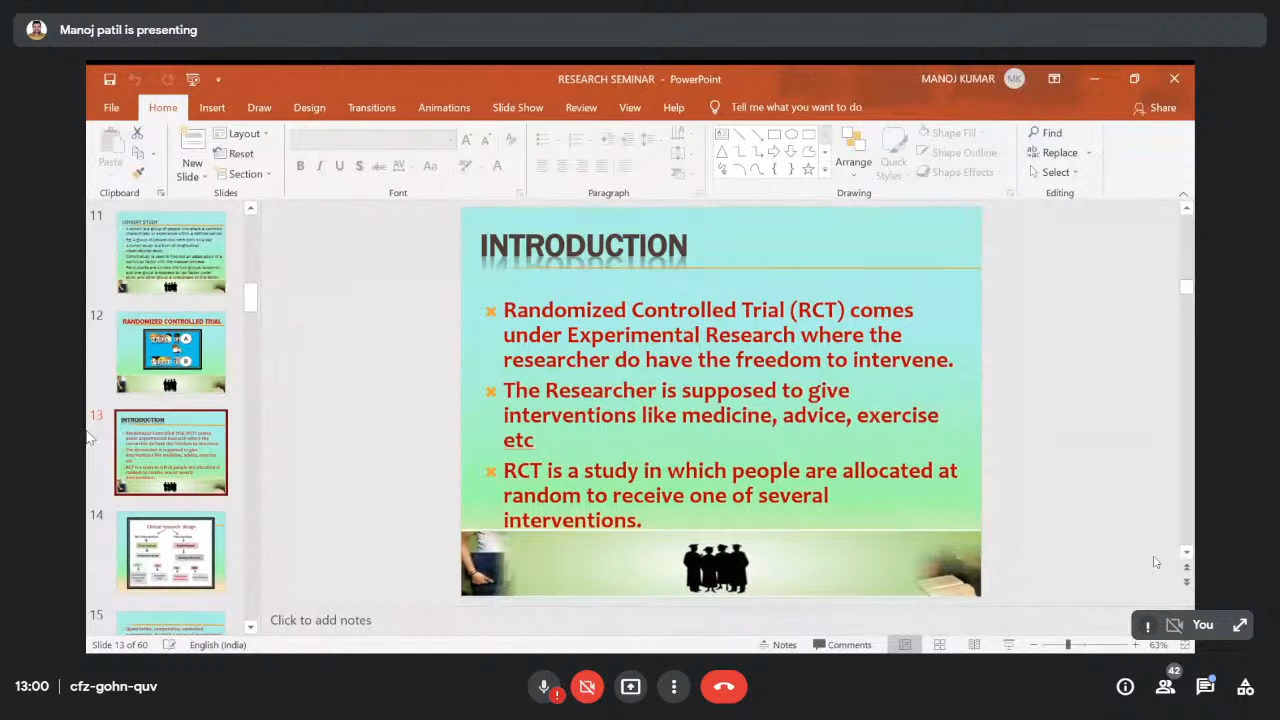 Manoj patil is presenting
RESEARCH SEMINAR - PowerPoint
MANOJ KUMAR MK
File Home Insert Draw Design Transitions Animations Slide Show Review View Help Tell me what you want to do Share
Paste
New Slide
Layout
Reset
Section
B I U S abc AV Aa A
Arrange
Quick Styles
Shape Fill
Shape Outline
Shape Effects
Find
Replace
Select
Clipboard Slides Font Paragraph Drawing Editing
11
COHORT STUDY
12
RANDOMIZED CONTROLLED TRIAL
A
B
13
INTRODUCTION
14
Clinical research design
15
INTRODUCTION
Randomized Controlled Trial (RCT) comes
under Experimental Research where the
researcher do have the freedom to intervene.
The Researcher is supposed to give
interventions like medicine, advice, exercise
etc
RCT is a study in which people are allocated at
random to receive one of several
interventions.
Click to add notes
You
Slide 13 of 60 English (India) Notes Comments 63%
13:00 | cfz-gohn-quv
42